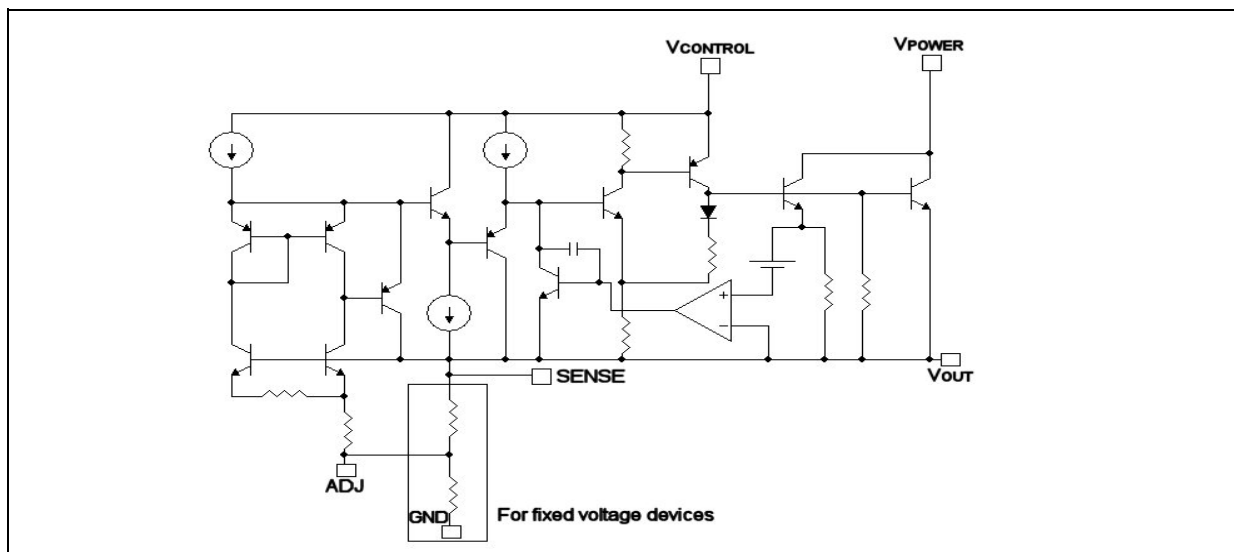 VCONTROL
VPOWER
+
−
SENSE
VOUT
ADJ
GND
For fixed voltage devices